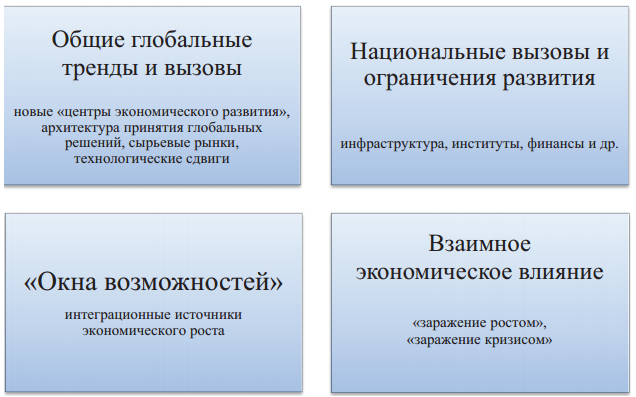 Общие глобальные
тренды и вызовы
новые «центры экономического развития»,
архитектура принятия глобальных
решений, сырьевые рынки,
технологические сдвиги
Национальные вызовы и
ограничения развития
инфраструктура, институты, финансы и др.
«Окна возможностей»
интеграционные источники
экономического роста
Взаимное
экономическое влияние
«заражение ростом»,
«заражение кризисом»